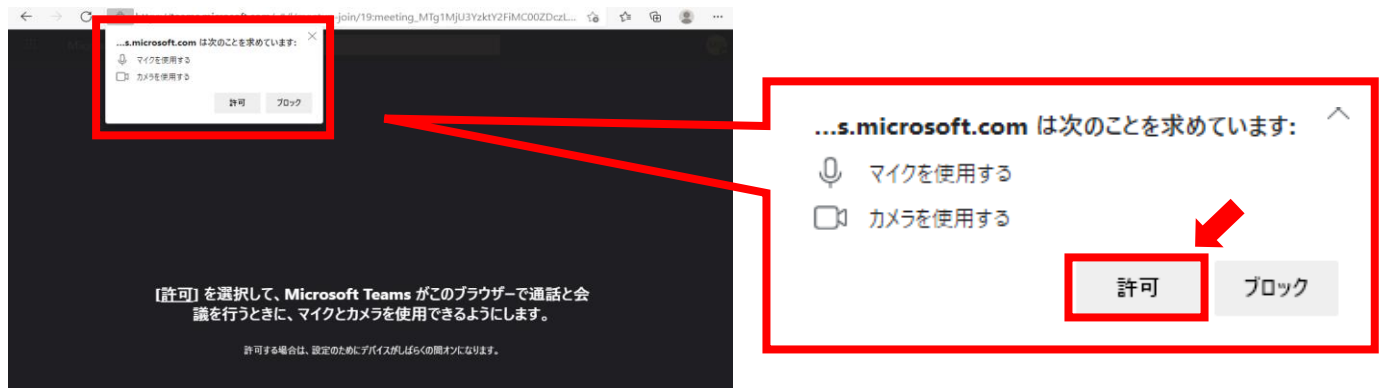 join/19:meeting_MTg1MjU3YzktY2FiMC00ZDczL...
...s.microsoft.com は次のことを求めています:
マイクを使用する
カメラを使用する
許可 ブロック
[許可] を選択して、Microsoft Teams がこのブラウザーで通話と会
議を行うときに、マイクとカメラを使用できるようにします。
許可する場合は、設定のためにデバイスがしばらくの間オンになります。
...s.microsoft.com は次のことを求めています:
マイクを使用する
カメラを使用する
許可 ブロック